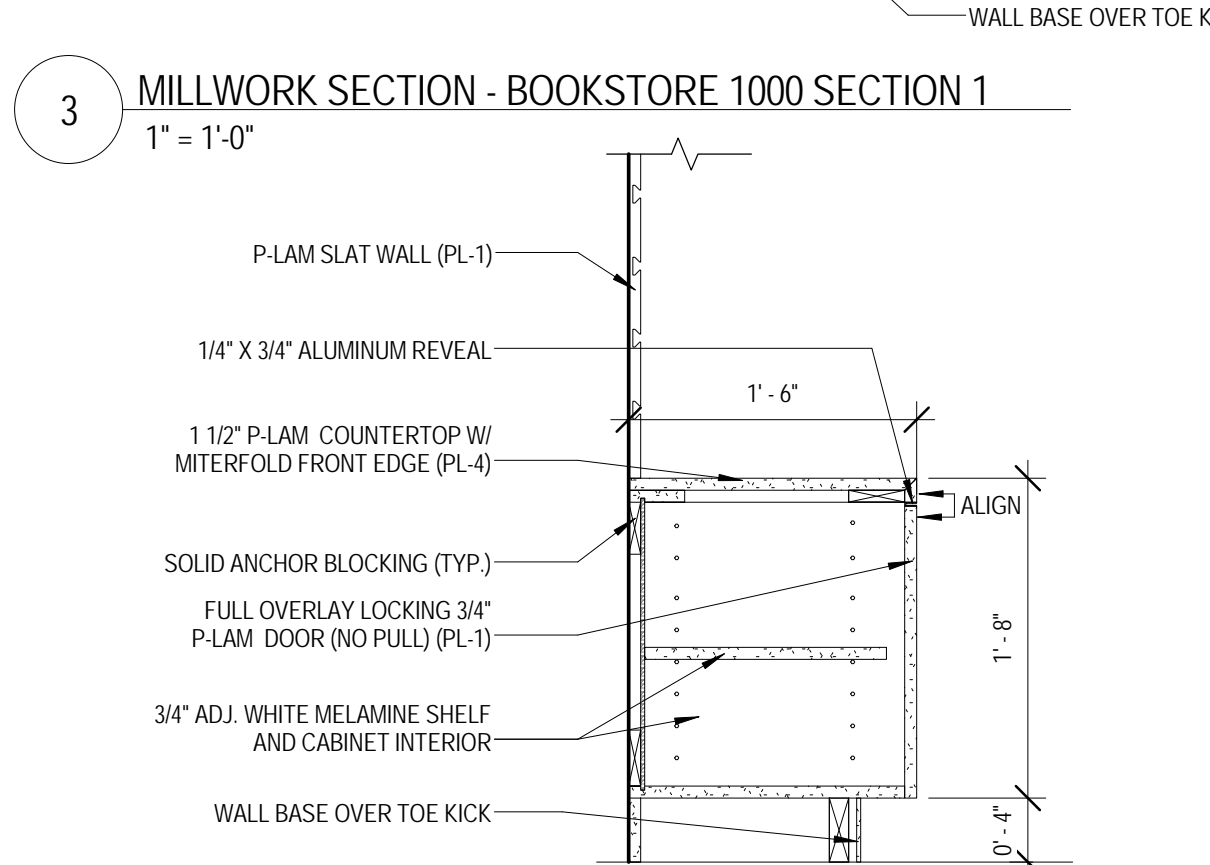 WALL BASE OVER TOE K
3
MILLWORK SECTION - BOOKSTORE 1000 SECTION 1
1" = 1'-0"
P-LAM SLAT WALL (PL-1)
1/4" X 3/4" ALUMINUM REVEAL
1' - 6"
1 1/2" P-LAM COUNTERTOP W/
MITERFOLD FRONT EDGE (PL-4)
ALIGN
SOLID ANCHOR BLOCKING (TYP.)
FULL OVERLAY LOCKING 3/4"
P-LAM DOOR (NO PULL) (PL-1)
1' - 8"
3/4" ADJ. WHITE MELAMINE SHELF
AND CABINET INTERIOR
WALL BASE OVER TOE KICK
0' - 4"